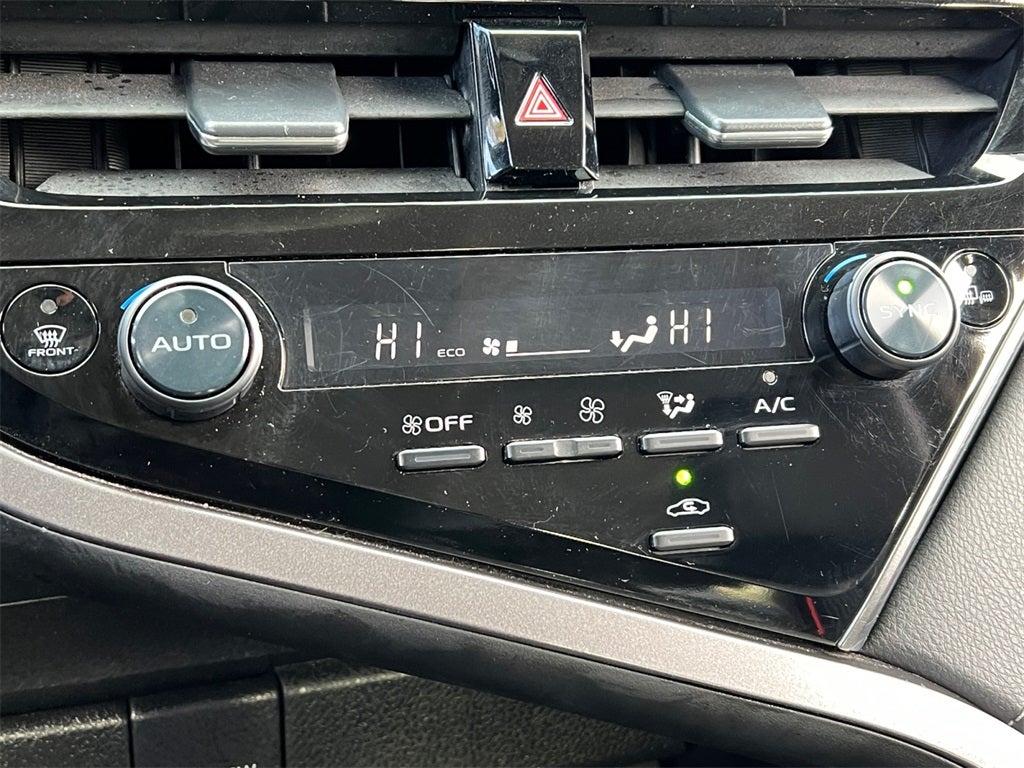 HI ECO HI
AUTO
SYNC
FRONT
OFF
A/C